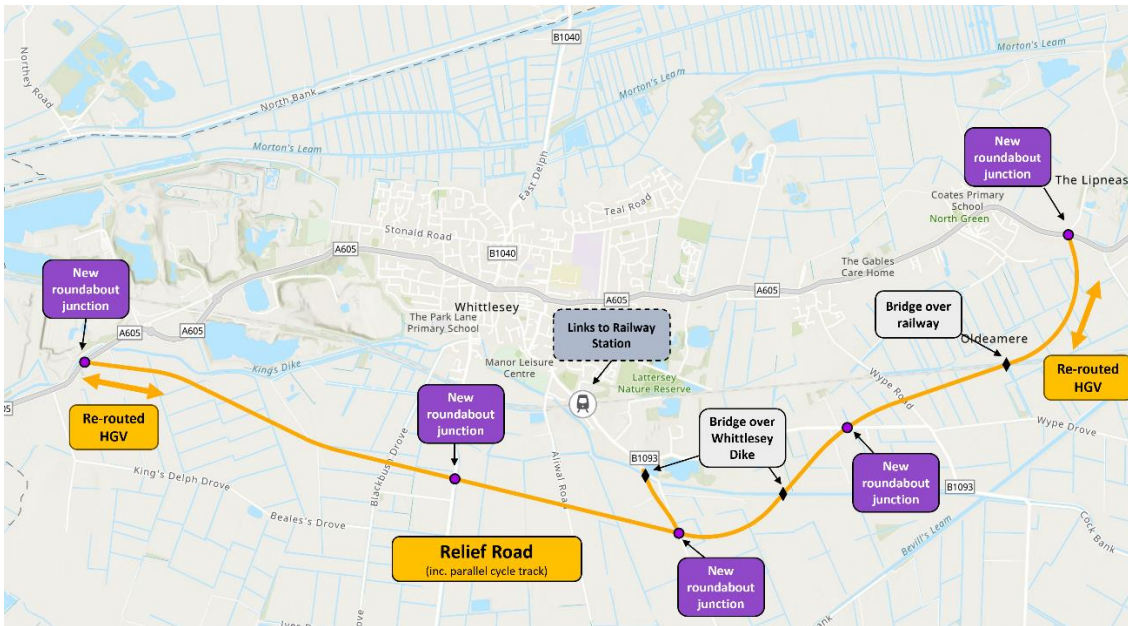 B1040
Northey Road
North Bank
Morton's Leam
Morton's Leam
Morton's Leam
East Delph
New
roundabout
junction
The Lipneas
Coates Primary
School
North Green
Teal Road
Stonald Road
A605
B1040
A605
The Gables
Care Home
New
roundabout
junction
Whittlesey
A605
A605
The Park Lane
Primary School
Links to Railway
Station
Bridge over
railway
Oldeamere
A605
A605
King's Dike
Manor Leisure
Centre
Lattersey
Nature Reserve
Wype Road
Re-routed
HGV
05
Re-routed
HGV
New
roundabout
junction
Bridge over
Whittlesey
Dike
Wype Drove
B1093
Aliwal Road
Blackbush Drove
King's Delph Drove
New
roundabout
junction
B1093
Beales's Drove
Bevill's Leam
Cock Bank
Relief Road
(inc. parallel cycle track)
New
roundabout
junction